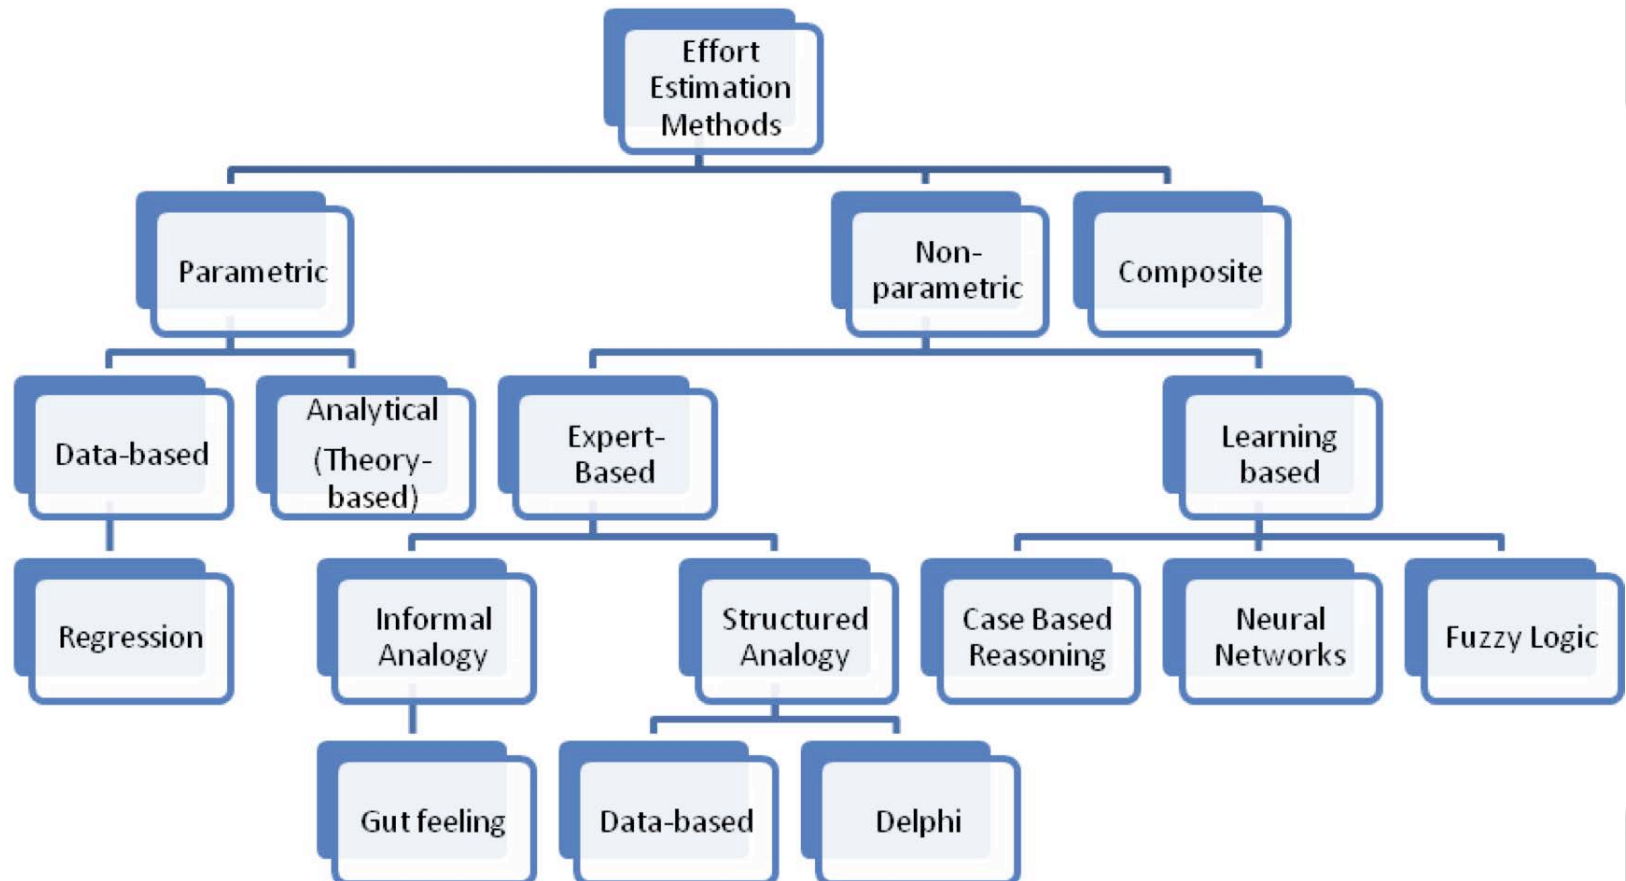 Effort
Estimation
Methods
Parametric
Non-
parametric
Composite
Data-based
Analytical
(Theory-
based)
Expert-
Based
Learning
based
Regression
Informal
Analogy
Structured
Analogy
Case Based
Reasoning
Neural
Networks
Fuzzy Logic
Gut feeling
Data-based
Delphi